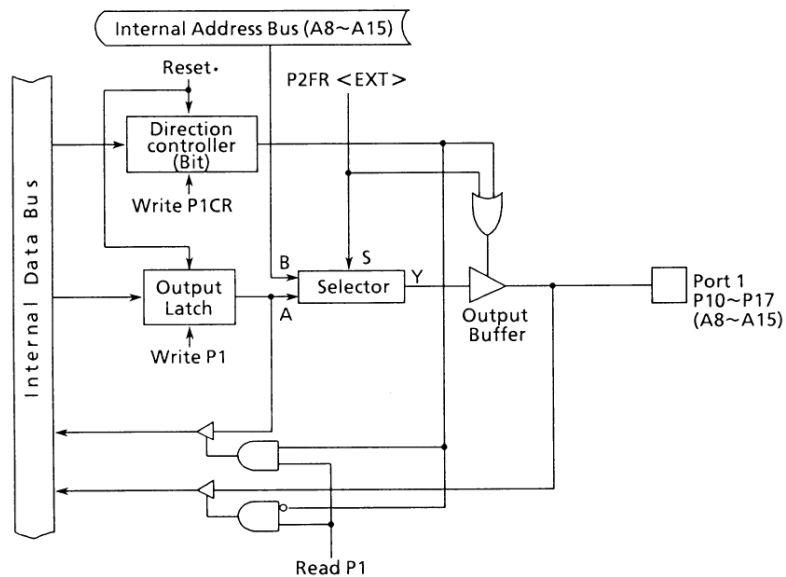 Internal Address Bus (A8~A15)
Reset·
P2FR <EXT>
Direction
controller
(Bit)
Write P1CR
Internal Data Bus
B
S
Output
Latch
Selector
Y
A
Write P1
Output
Buffer
Port 1
P10~P17
(A8~A15)
Read P1